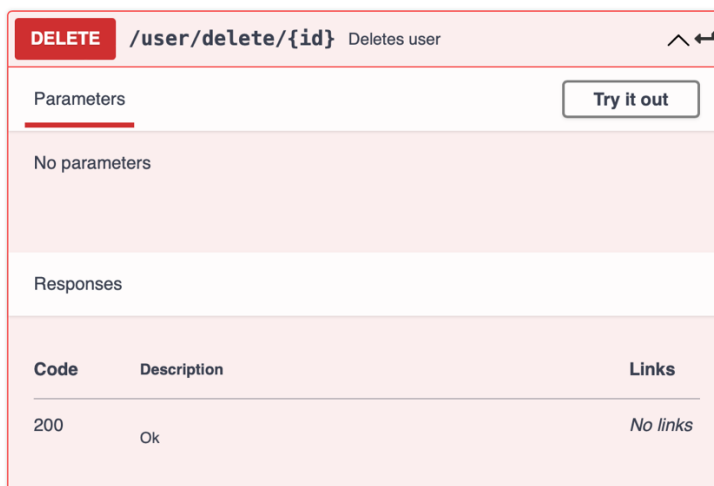 DELETE /user/delete/{id} Deletes user
Parameters Try it out
No parameters
Responses
Code Description Links
200 Ok No links